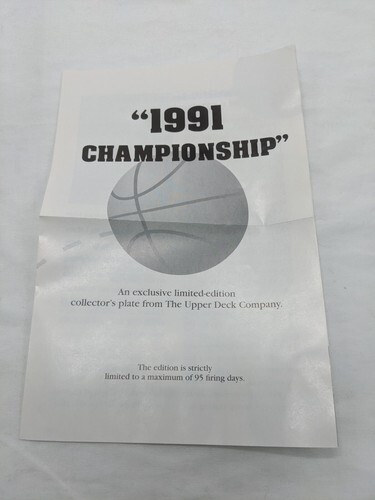 “1991
CHAMPIONSHIP”
An exclusive limited-edition
collector's plate from The Upper Deck Company.
The edition is strictly
limited to a maximum of 95 firing days.